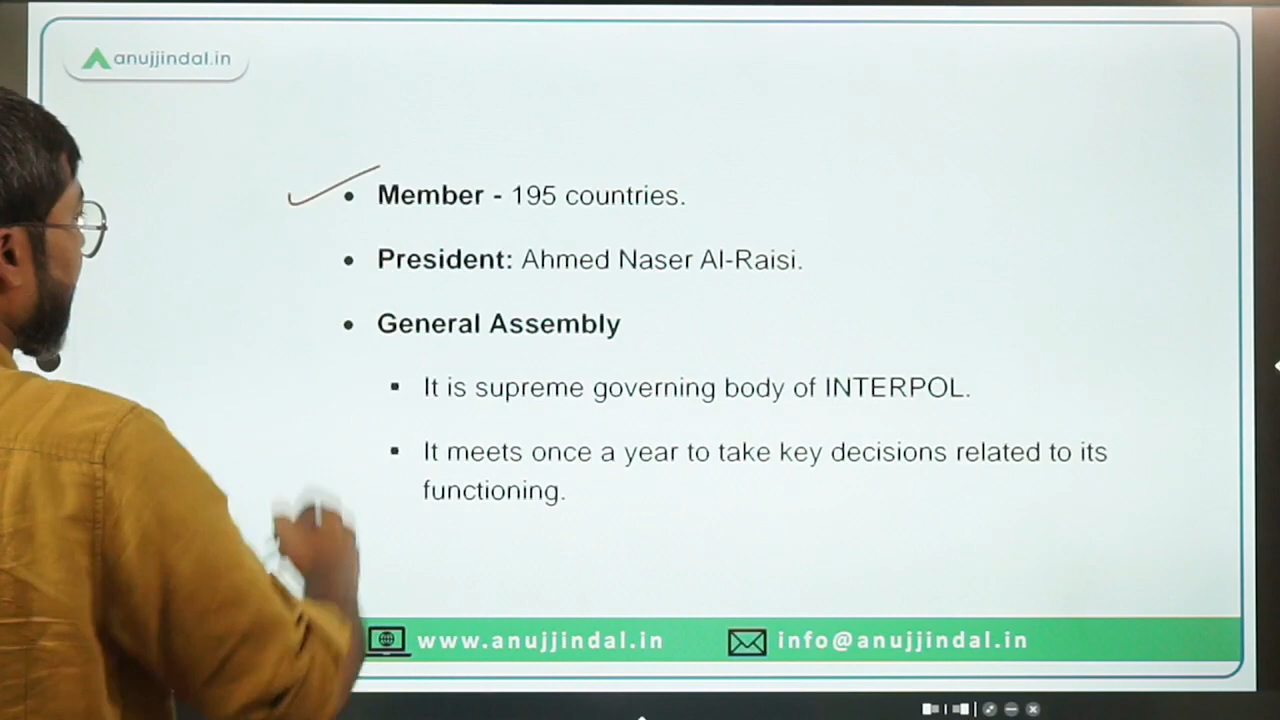 anujjindal.in
• Member - 195 countries.
• President: Ahmed Naser Al-Raisi.
• General Assembly
▪ It is supreme governing body of INTERPOL.
▪ It meets once a year to take key decisions related to its
functioning.
www.anujjindal.in info@anujjindal.in